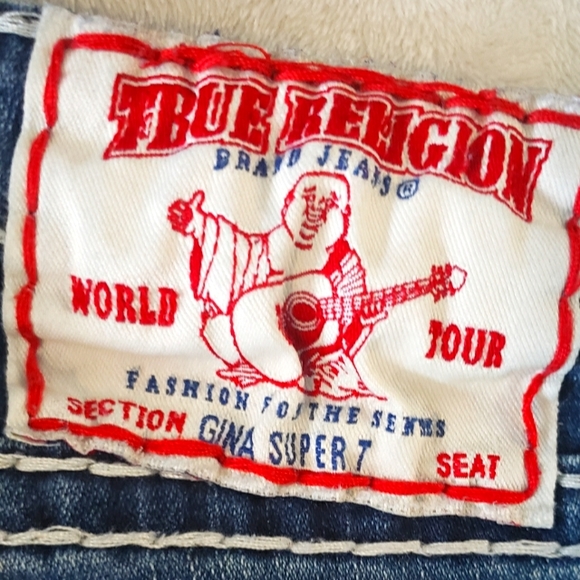 TRUE RELIGION
BRAND JEANS®
WORLD TOUR
FASHION FOR THE SENSES
SECTION GINA SUPER T SEAT